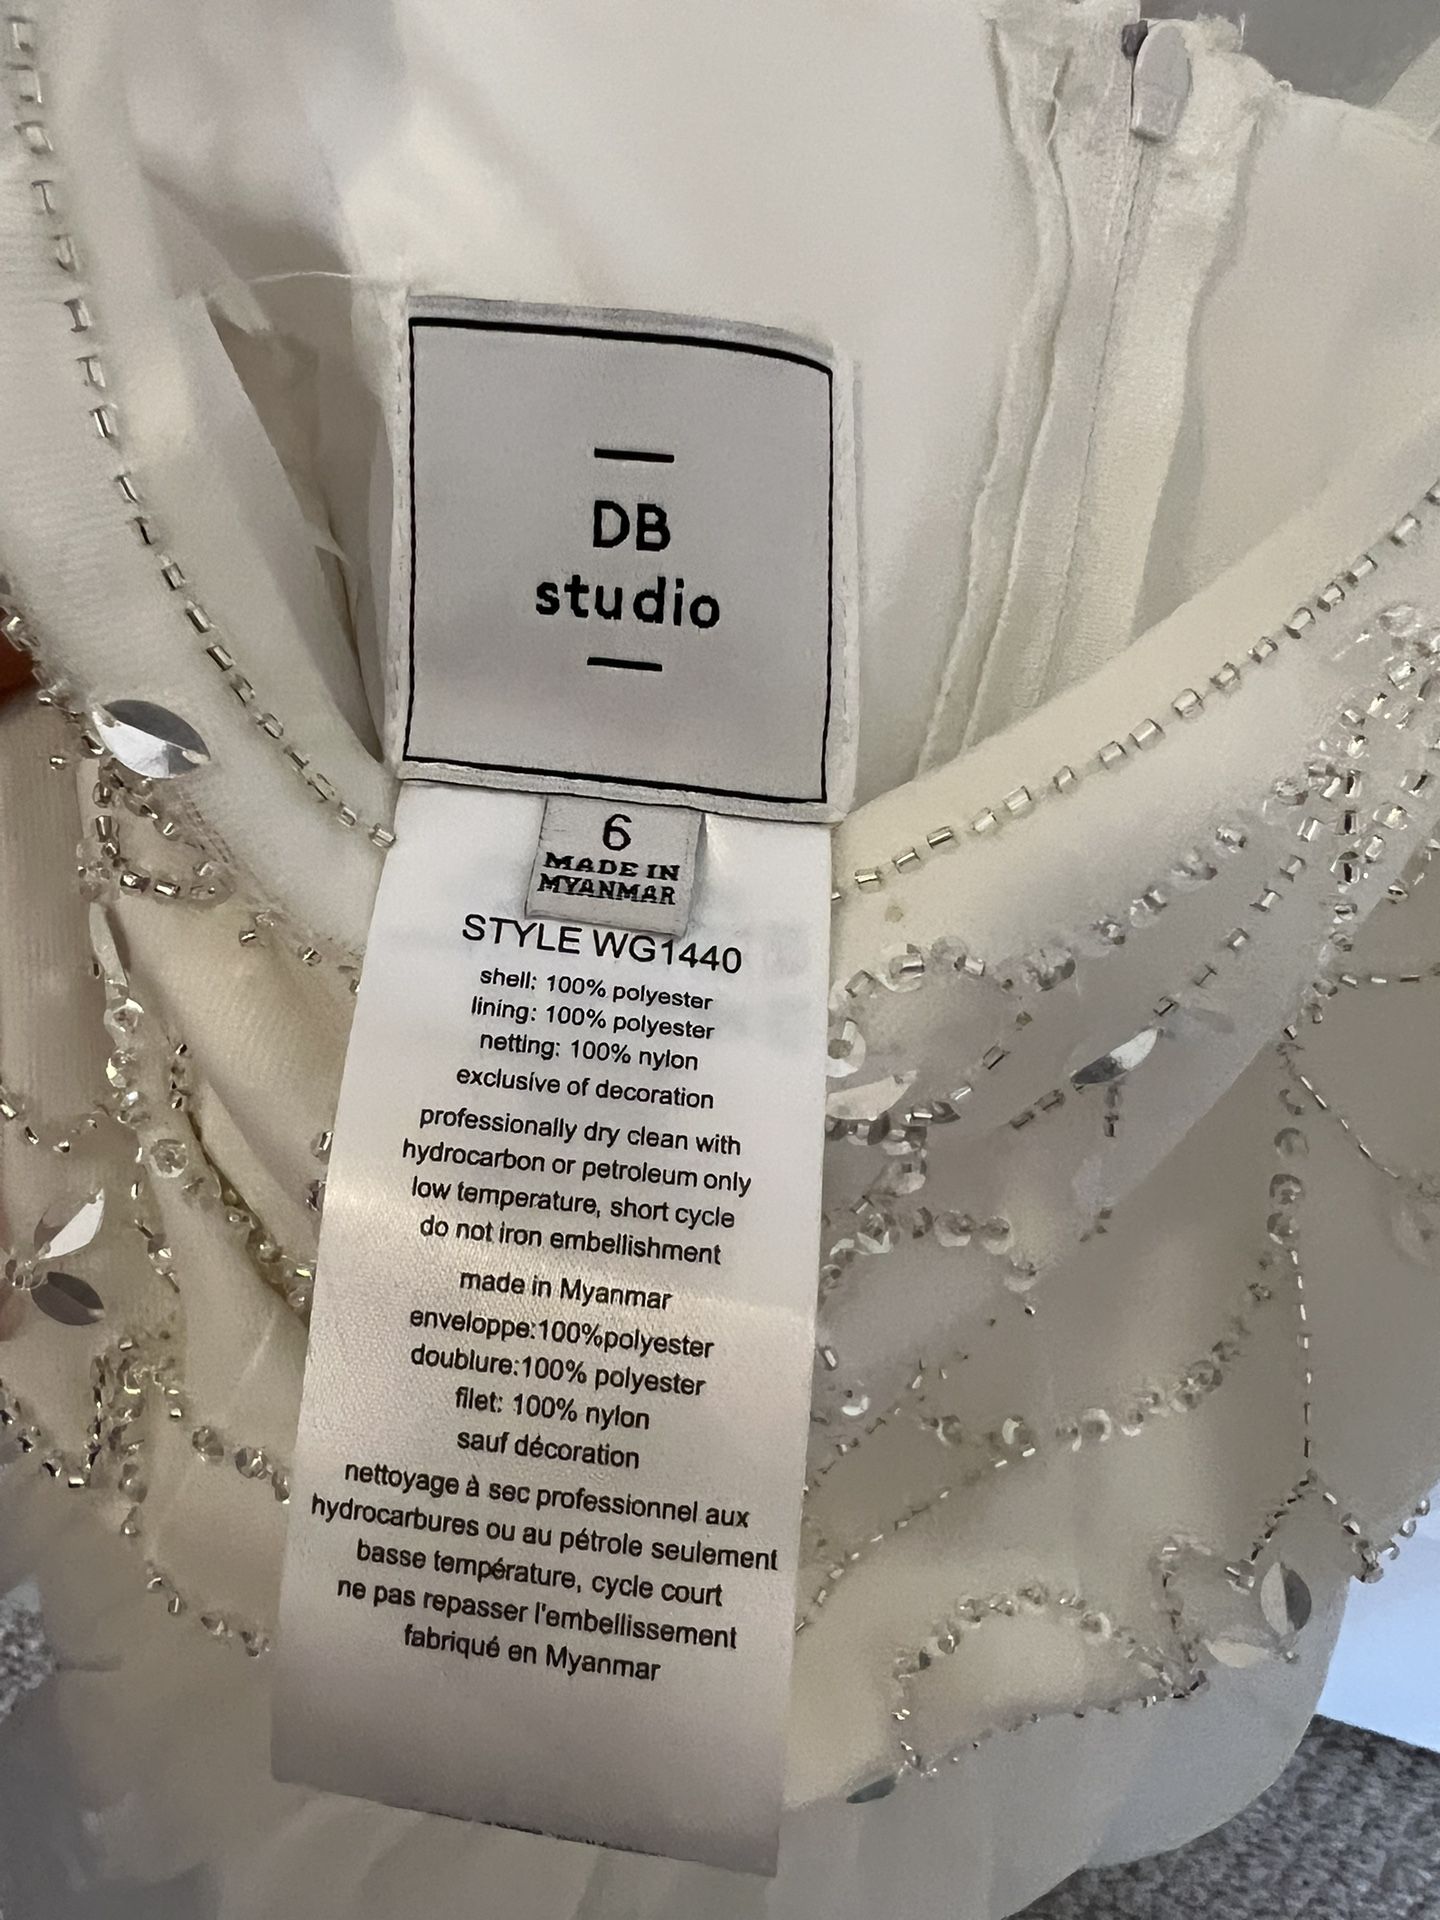 DB
studio
6
MADE IN
MYANMAR
STYLE WG1440
shell: 100% polyester
lining: 100% polyester
netting: 100% nylon
exclusive of decoration
professionally dry clean with
hydrocarbon or petroleum only
low temperature, short cycle
do not iron embellishment
made in Myanmar
enveloppe:100%polyester
doublure:100% polyester
filet: 100% nylon
sauf décoration
nettoyage à sec professionnel aux
hydrocarbures ou au pétrole seulement
basse température, cycle court
ne pas repasser l'embellissement
fabriqué en Myanmar